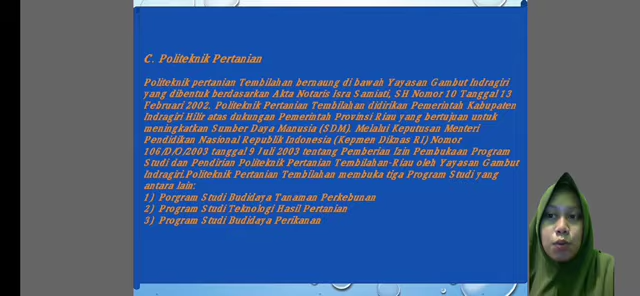 C. Politeknik Pertanian
Politeknik pertanian Tembilahan bernaung di bawah Yayasan Gambut Indragiri
yang dibentuk berdasarkan Akta Notaris Isra Samiati, SH Nomor 10 Tanggal 13
Februari 2002. Politeknik Pertanian Tembilahan didirikan Pemerintah Kabupaten
Indragiri Hilir atas dukungan Pemerintah Provinsi Riau yang bertujuan untuk
meningkatkan Sumber Daya Manusia (SDM). Melalui Keputusan Menteri
Pendidikan Nasional Republik Indonesia (Kepmen Diknas RI) Nomor
106/D/O/2003 tanggal 9 Juli 2003 tentang Pemberian Izin Pembukaan Program
Studi dan Pendirian Politeknik Pertanian Tembilahan-Riau oleh Yayasan Gambut
Indragiri.Politeknik Pertanian Tembilahan membuka tiga Program Studi yang
antara lain:
1) Porgram Studi Budidaya Tanaman Perkebunan
2) Program Studi Teknologi Hasil Pertanian
3) Program Studi Budidaya Perikanan